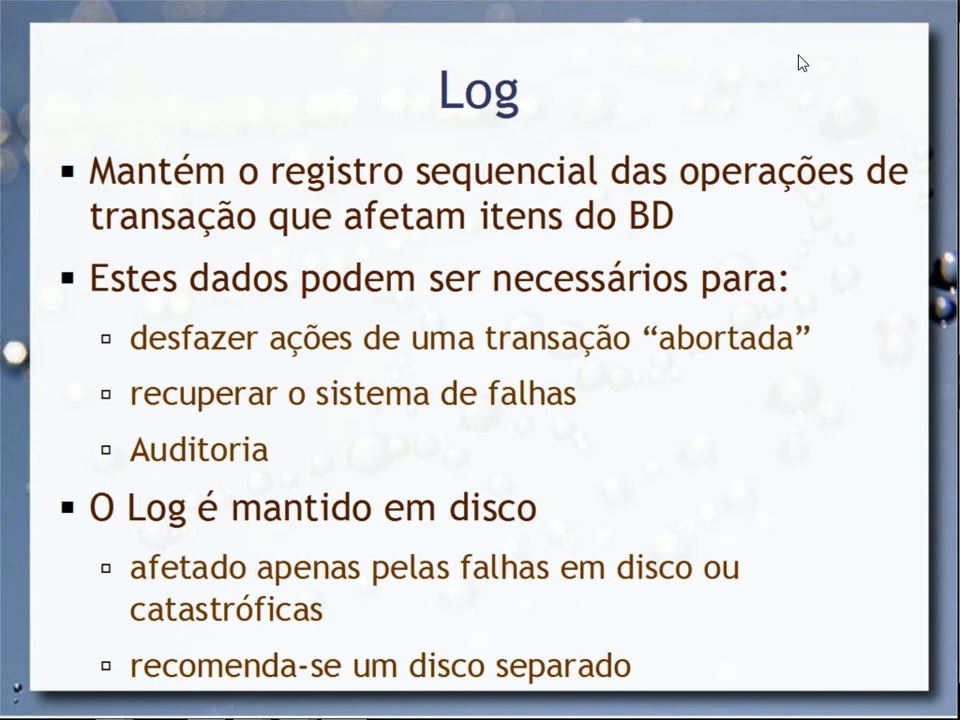 Log
Mantém o registro sequencial das operações de
transação que afetam itens do BD
Estes dados podem ser necessários para:
desfazer ações de uma transação “abortada”
recuperar o sistema de falhas
Auditoria
O Log é mantido em disco
afetado apenas pelas falhas em disco ou
catastróficas
recomenda-se um disco separado